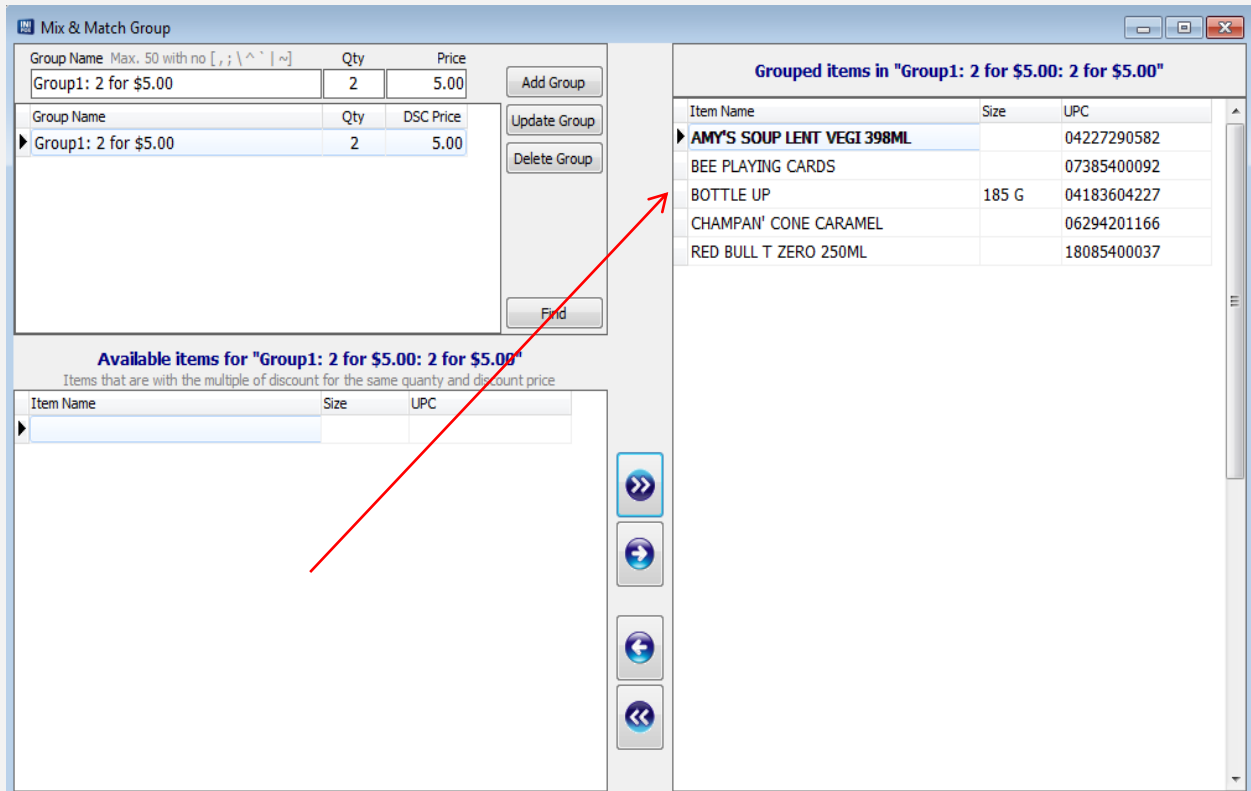 Mix & Match Group
Group Name Max. 50 with no [ , ; \ ^ ` | ~] Qty Price
Group1: 2 for $5.00 2 5.00
Add Group
Group Name Qty DSC Price
Update Group
Group1: 2 for $5.00 2 5.00
Delete Group
Find
Available items for "Group1: 2 for $5.00: 2 for $5.00"
Items that are with the multiple of discount for the same quanty and discount price
Item Name Size UPC
Grouped items in "Group1: 2 for $5.00: 2 for $5.00"
Item Name Size UPC
AMY'S SOUP LENT VEGI 398ML 04227290582
BEE PLAYING CARDS 07385400092
BOTTLE UP 185 G 04183604227
CHAMPAN' CONE CARAMEL 06294201166
RED BULL T ZERO 250ML 18085400037